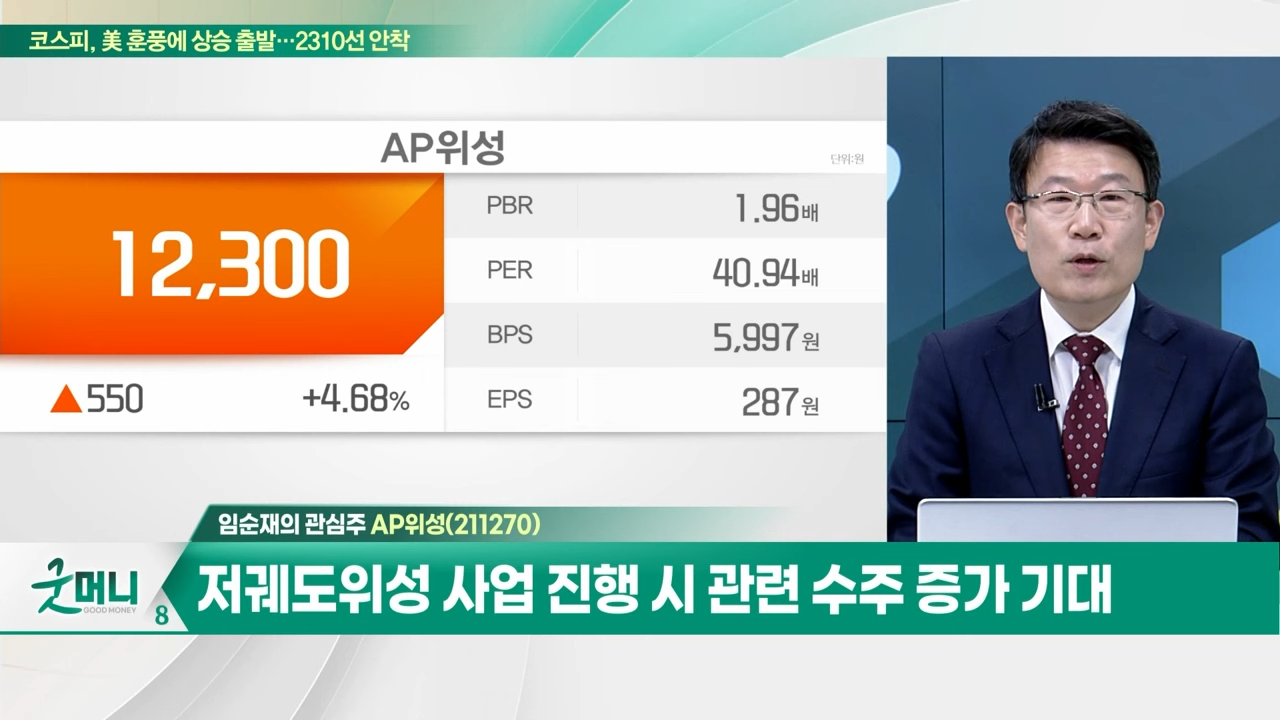 코스피, 美 훈풍에 상승 출발…2310선 안착
AP위성
단위:원
12,300
▲550 +4.68%
PBR 1.96배
PER 40.94배
BPS 5,997원
EPS 287원
임순재의 관심주 AP위성(211270)
저궤도위성 사업 진행 시 관련 수주 증가 기대
굿머니
GOOD MONEY
8